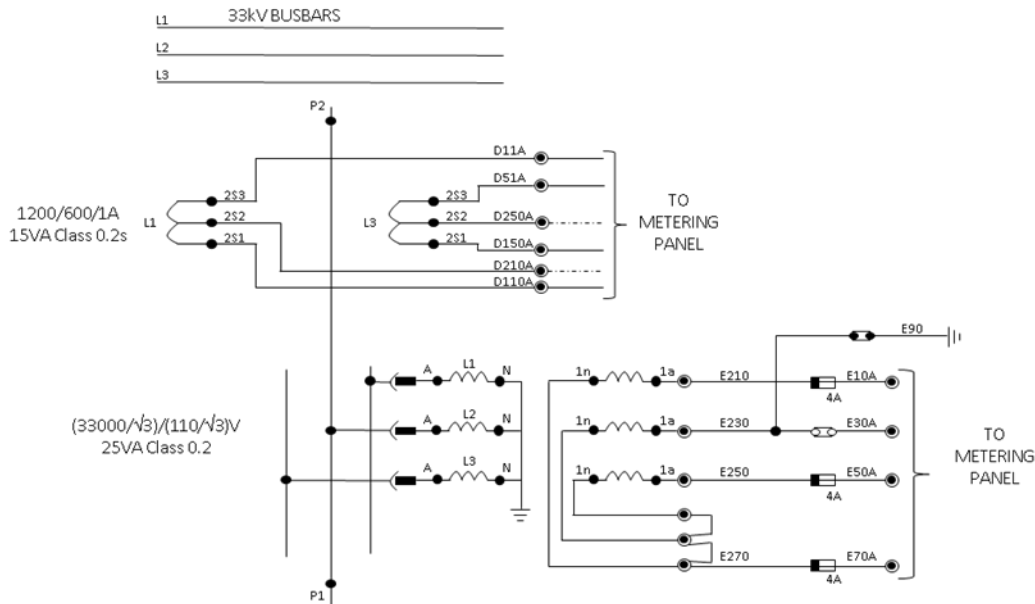 33kV BUSBARS
L1
L2
L3
P2
D11A
D51A
2S3
2S3
1200/600/1A
15VA Class 0.2s
L1
2S2
L3
2S2
D250A
TO
METERING
PANEL
2S1
2S1
D150A
D210A
D110A
E90
L1
A
N
1n
1a
E210
E10A
4A
(33000/√3)/(110/√3)V
25VA Class 0.2
L2
A
N
1n
1a
E230
E30A
TO
METERING
PANEL
L3
A
N
1n
1a
E250
E50A
4A
E270
E70A
4A
P1